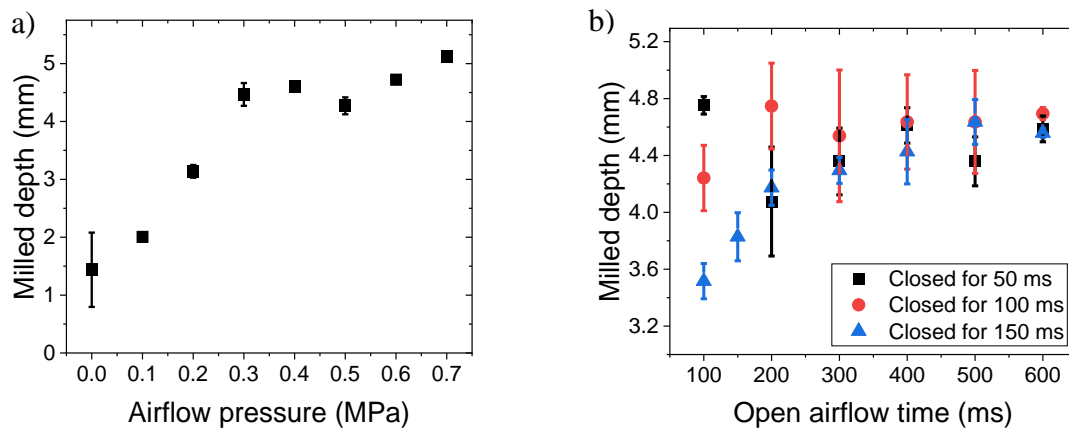 a)
Milled depth (mm)
5
4
3
2
1
0
0.0 0.1 0.2 0.3 0.4 0.5 0.6 0.7
Airflow pressure (MPa)
b)
Milled depth (mm)
5.2
4.8
4.4
4.0
3.6
3.2
Closed for 50 ms
Closed for 100 ms
Closed for 150 ms
100 200 300 400 500 600
Open airflow time (ms)